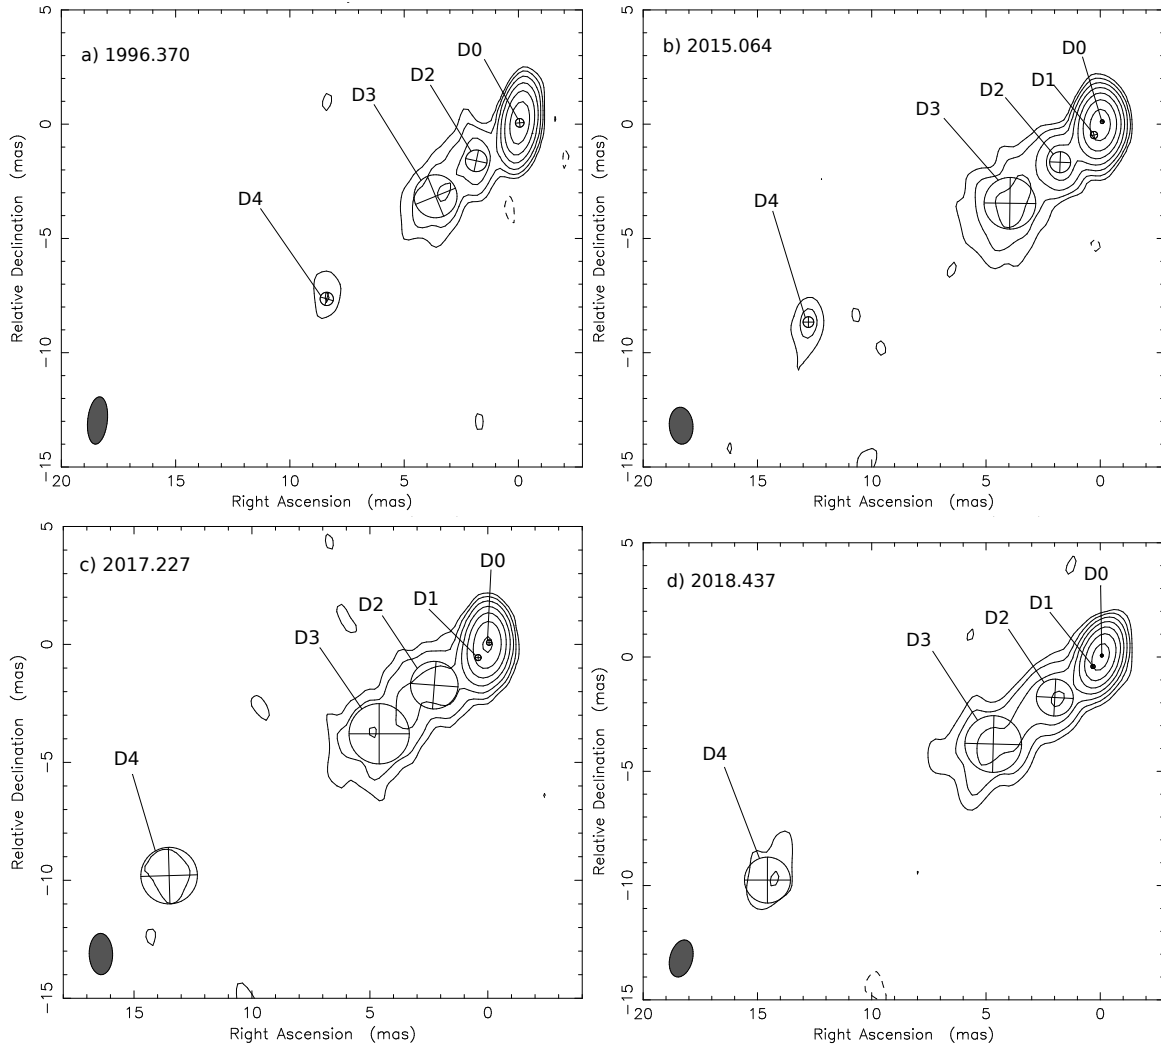 a) 1996.370
D0
D2
D3
D4
5
0
−5
−10
−15
20
15
10
5
0
Relative Declination (mas)
Right Ascension (mas)
b) 2015.064
D0
D1
D2
D3
D4
5
0
−5
−10
−15
20
15
10
5
0
Relative Declination (mas)
Right Ascension (mas)
c) 2017.227
D0
D1
D2
D3
D4
5
0
−5
−10
−15
15
10
5
0
Relative Declination (mas)
Right Ascension (mas)
d) 2018.437
D0
D1
D2
D3
D4
5
0
−5
−10
−15
20
15
10
5
0
Relative Declination (mas)
Right Ascension (mas)